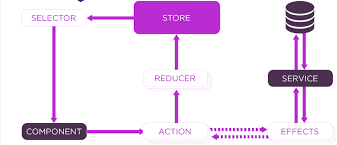 SELECTOR
STORE
REDUCER
SERVICE
COMPONENT
ACTION
EFFECTS